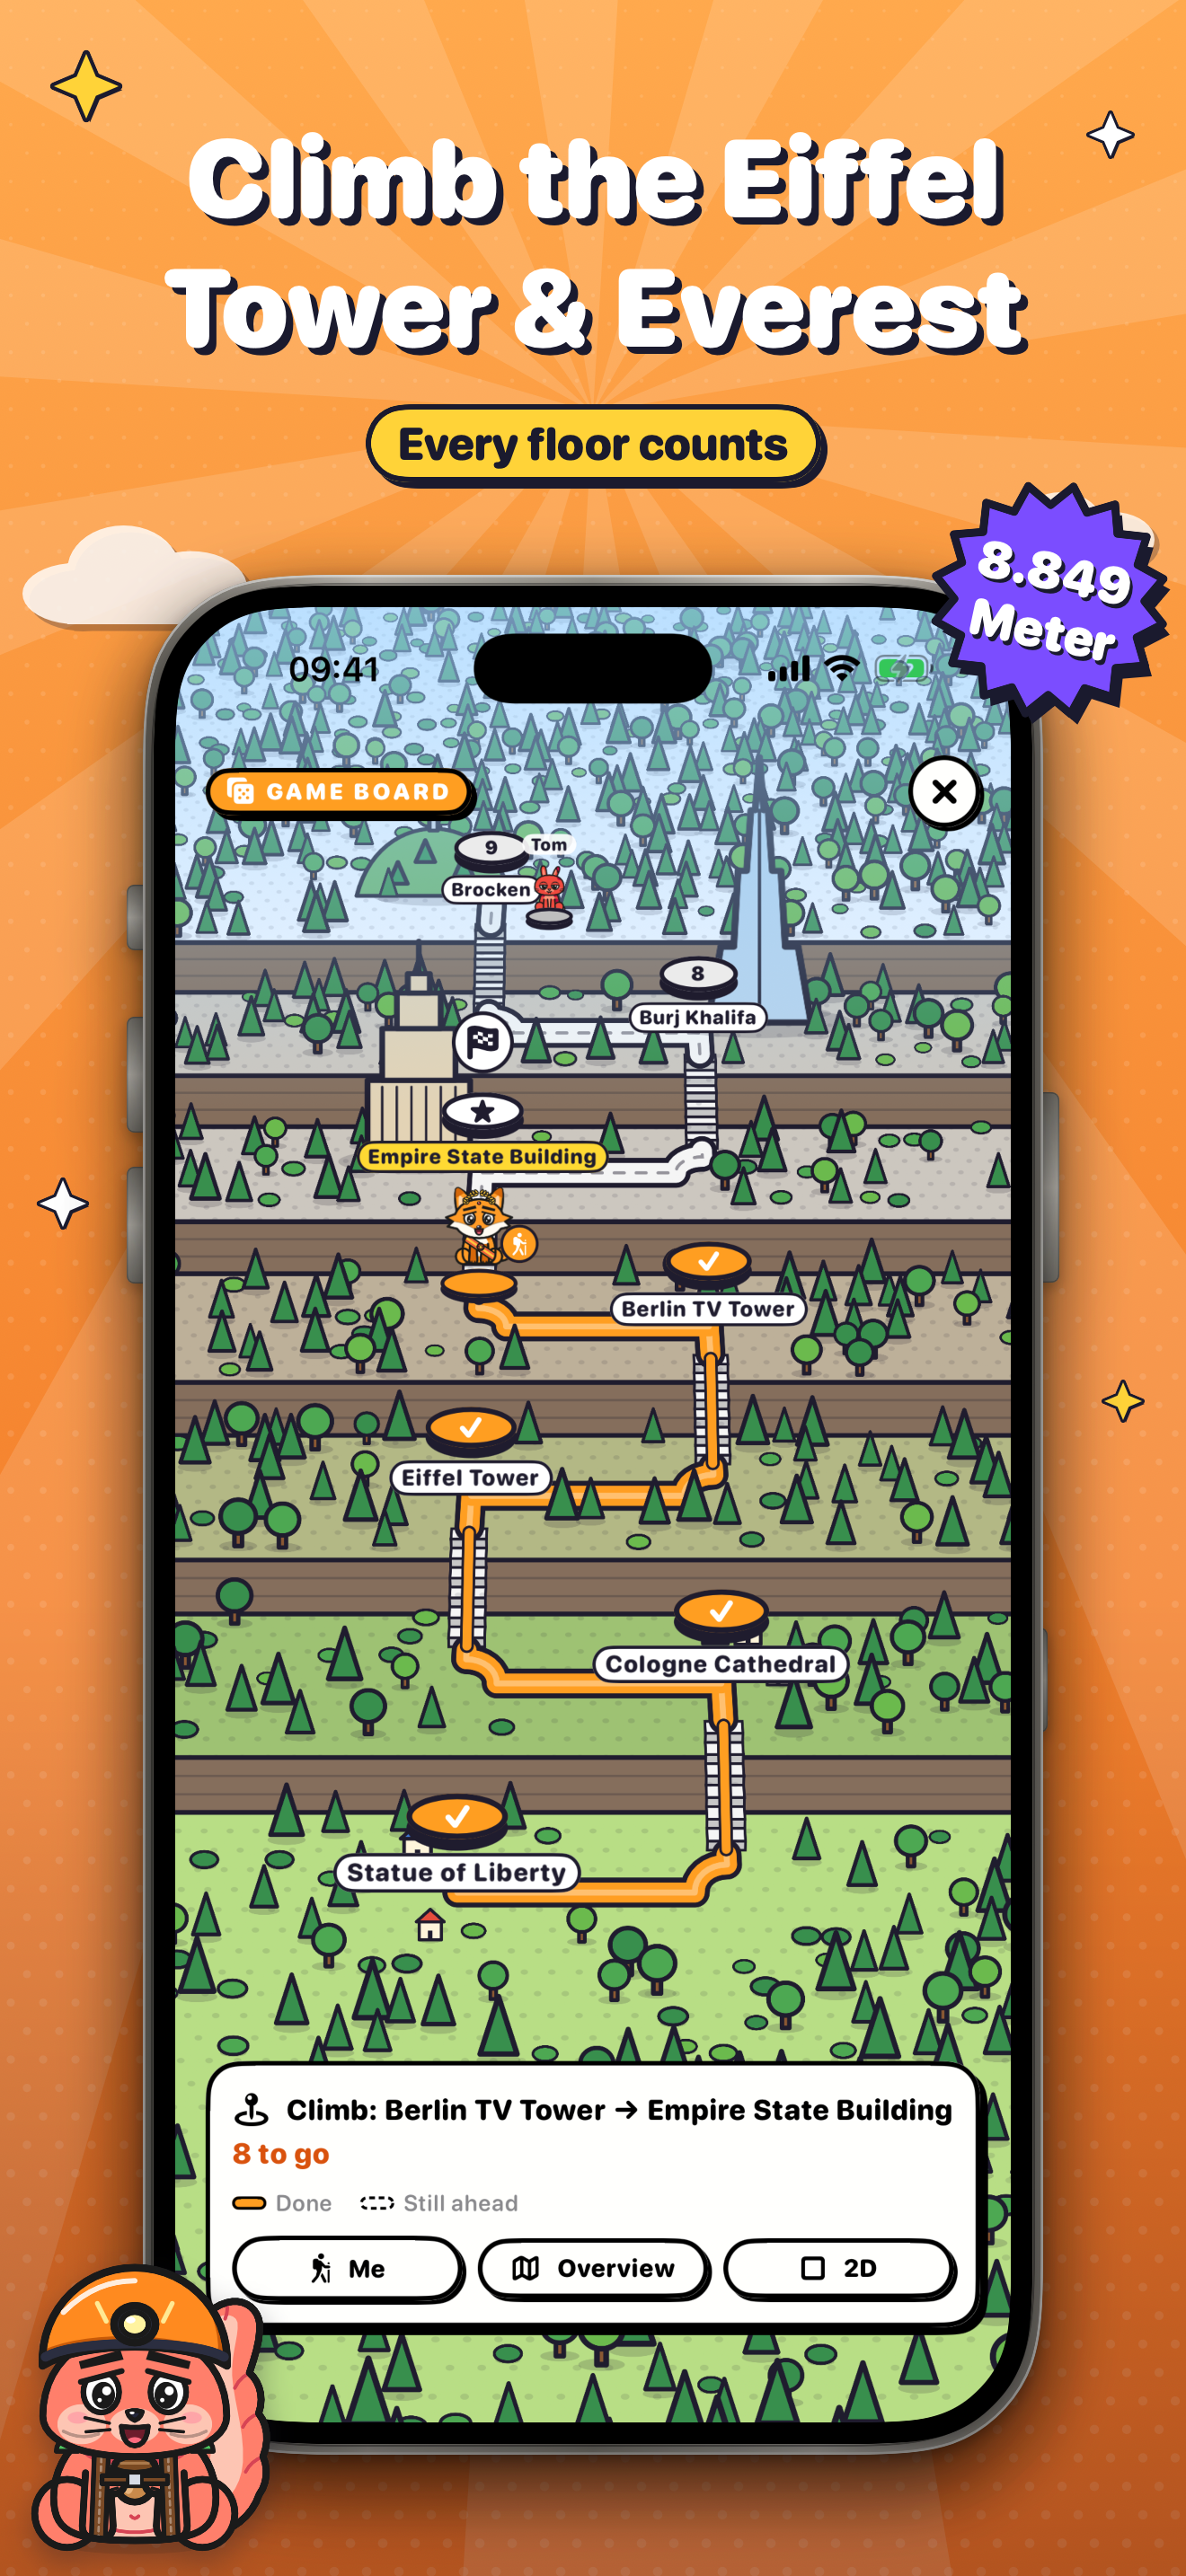 Climb the Eiffel
Tower & Everest
Every floor counts
8.849
Meter
09:41
GAME BOARD
9
Tom
Brocken
8
Burj Khalifa
Empire State Building
Berlin TV Tower
Eiffel Tower
Cologne Cathedral
Statue of Liberty
Climb: Berlin TV Tower → Empire State Building
8 to go
Done Still ahead
Me Overview 2D